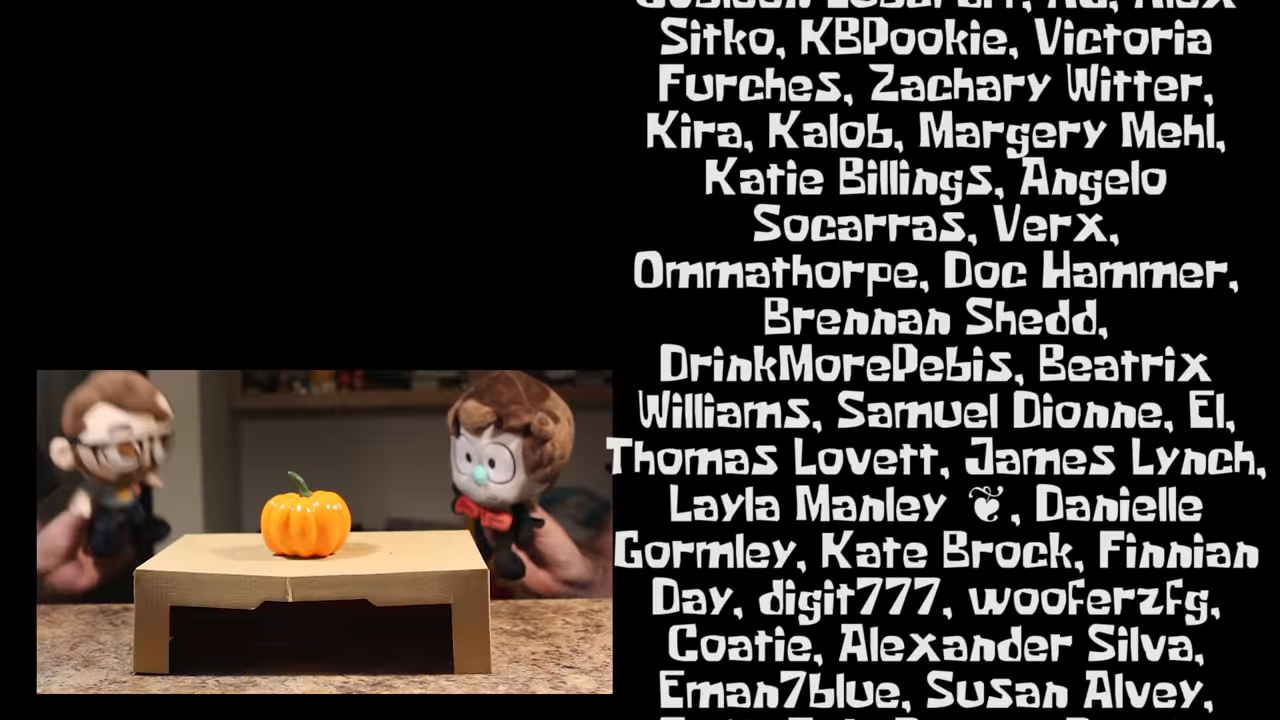 Sitko, KBPookie, Victoria
Furches, Zachary Witter,
Kira, Kalob, Margery Mehl,
Katie Billings, Angelo
Socarras, Verx,
Ommathorpe, Doc Hammer,
Brennan Shedd,
DrinkMorePebis, Beatrix
Williams, Samuel Dionne, El,
Thomas Lovett, James Lynch,
Layla Manley ❦, Danielle
Gormley, Kate Brock, Finnian
Day, digit777, wooferzfg,
Coatie, Alexander Silva,
Eman7blue, Susan Alvey,